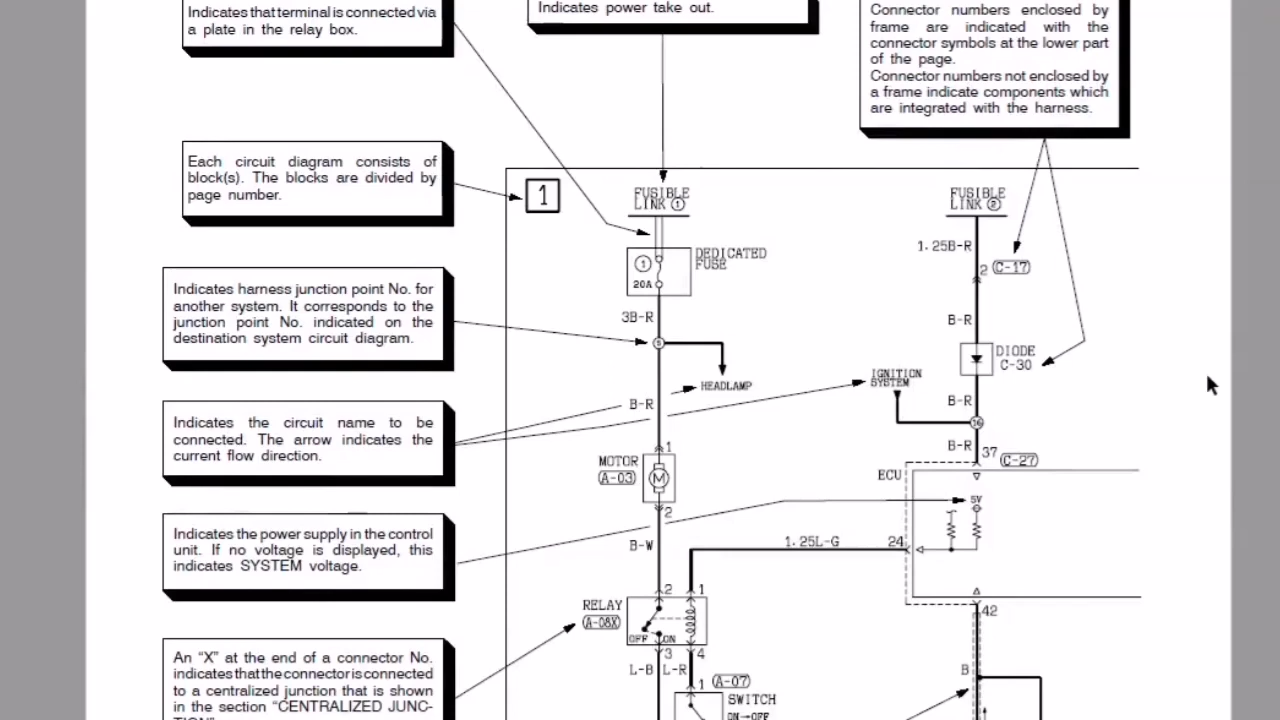 Indicates that terminal is connected via
a plate in the relay box.
Indicates power take out.
Connector numbers enclosed by
frame are indicated with the
connector symbols at the lower part
of the page.
Connector numbers not enclosed by
a frame indicate components which
are integrated with the harness.
Each circuit diagram consists of
block(s). The blocks are divided by
page number.
1
FUSIBLE
LINK ①
FUSIBLE
LINK ②
DEDICATED
FUSE
①
20A
1.25B-R
2 C-17
Indicates harness junction point No. for
another system. It corresponds to the
junction point No. indicated on the
destination system circuit diagram.
3B-R
B-R
5
DIODE
C-30
HEADLAMP
IGNITION
SYSTEM
B-R
B-R
Indicates the circuit name to be
connected. The arrow indicates the
current flow direction.
16
B-R
37
C-27
1
MOTOR
A-03
M
2
ECU
5V
Indicates the power supply in the control
unit. If no voltage is displayed, this
indicates SYSTEM voltage.
B-W
1.25L-G
24
2
1
RELAY
A-08X
OFF
ON
42
3
4
L-B
L-R
B
An “X” at the end of a connector No.
indicates that the connector is connected
to a centralized junction that is shown
in the section “CENTRALIZED JUNC-
TION”.
1
A-07
SWITCH
ON→OFF